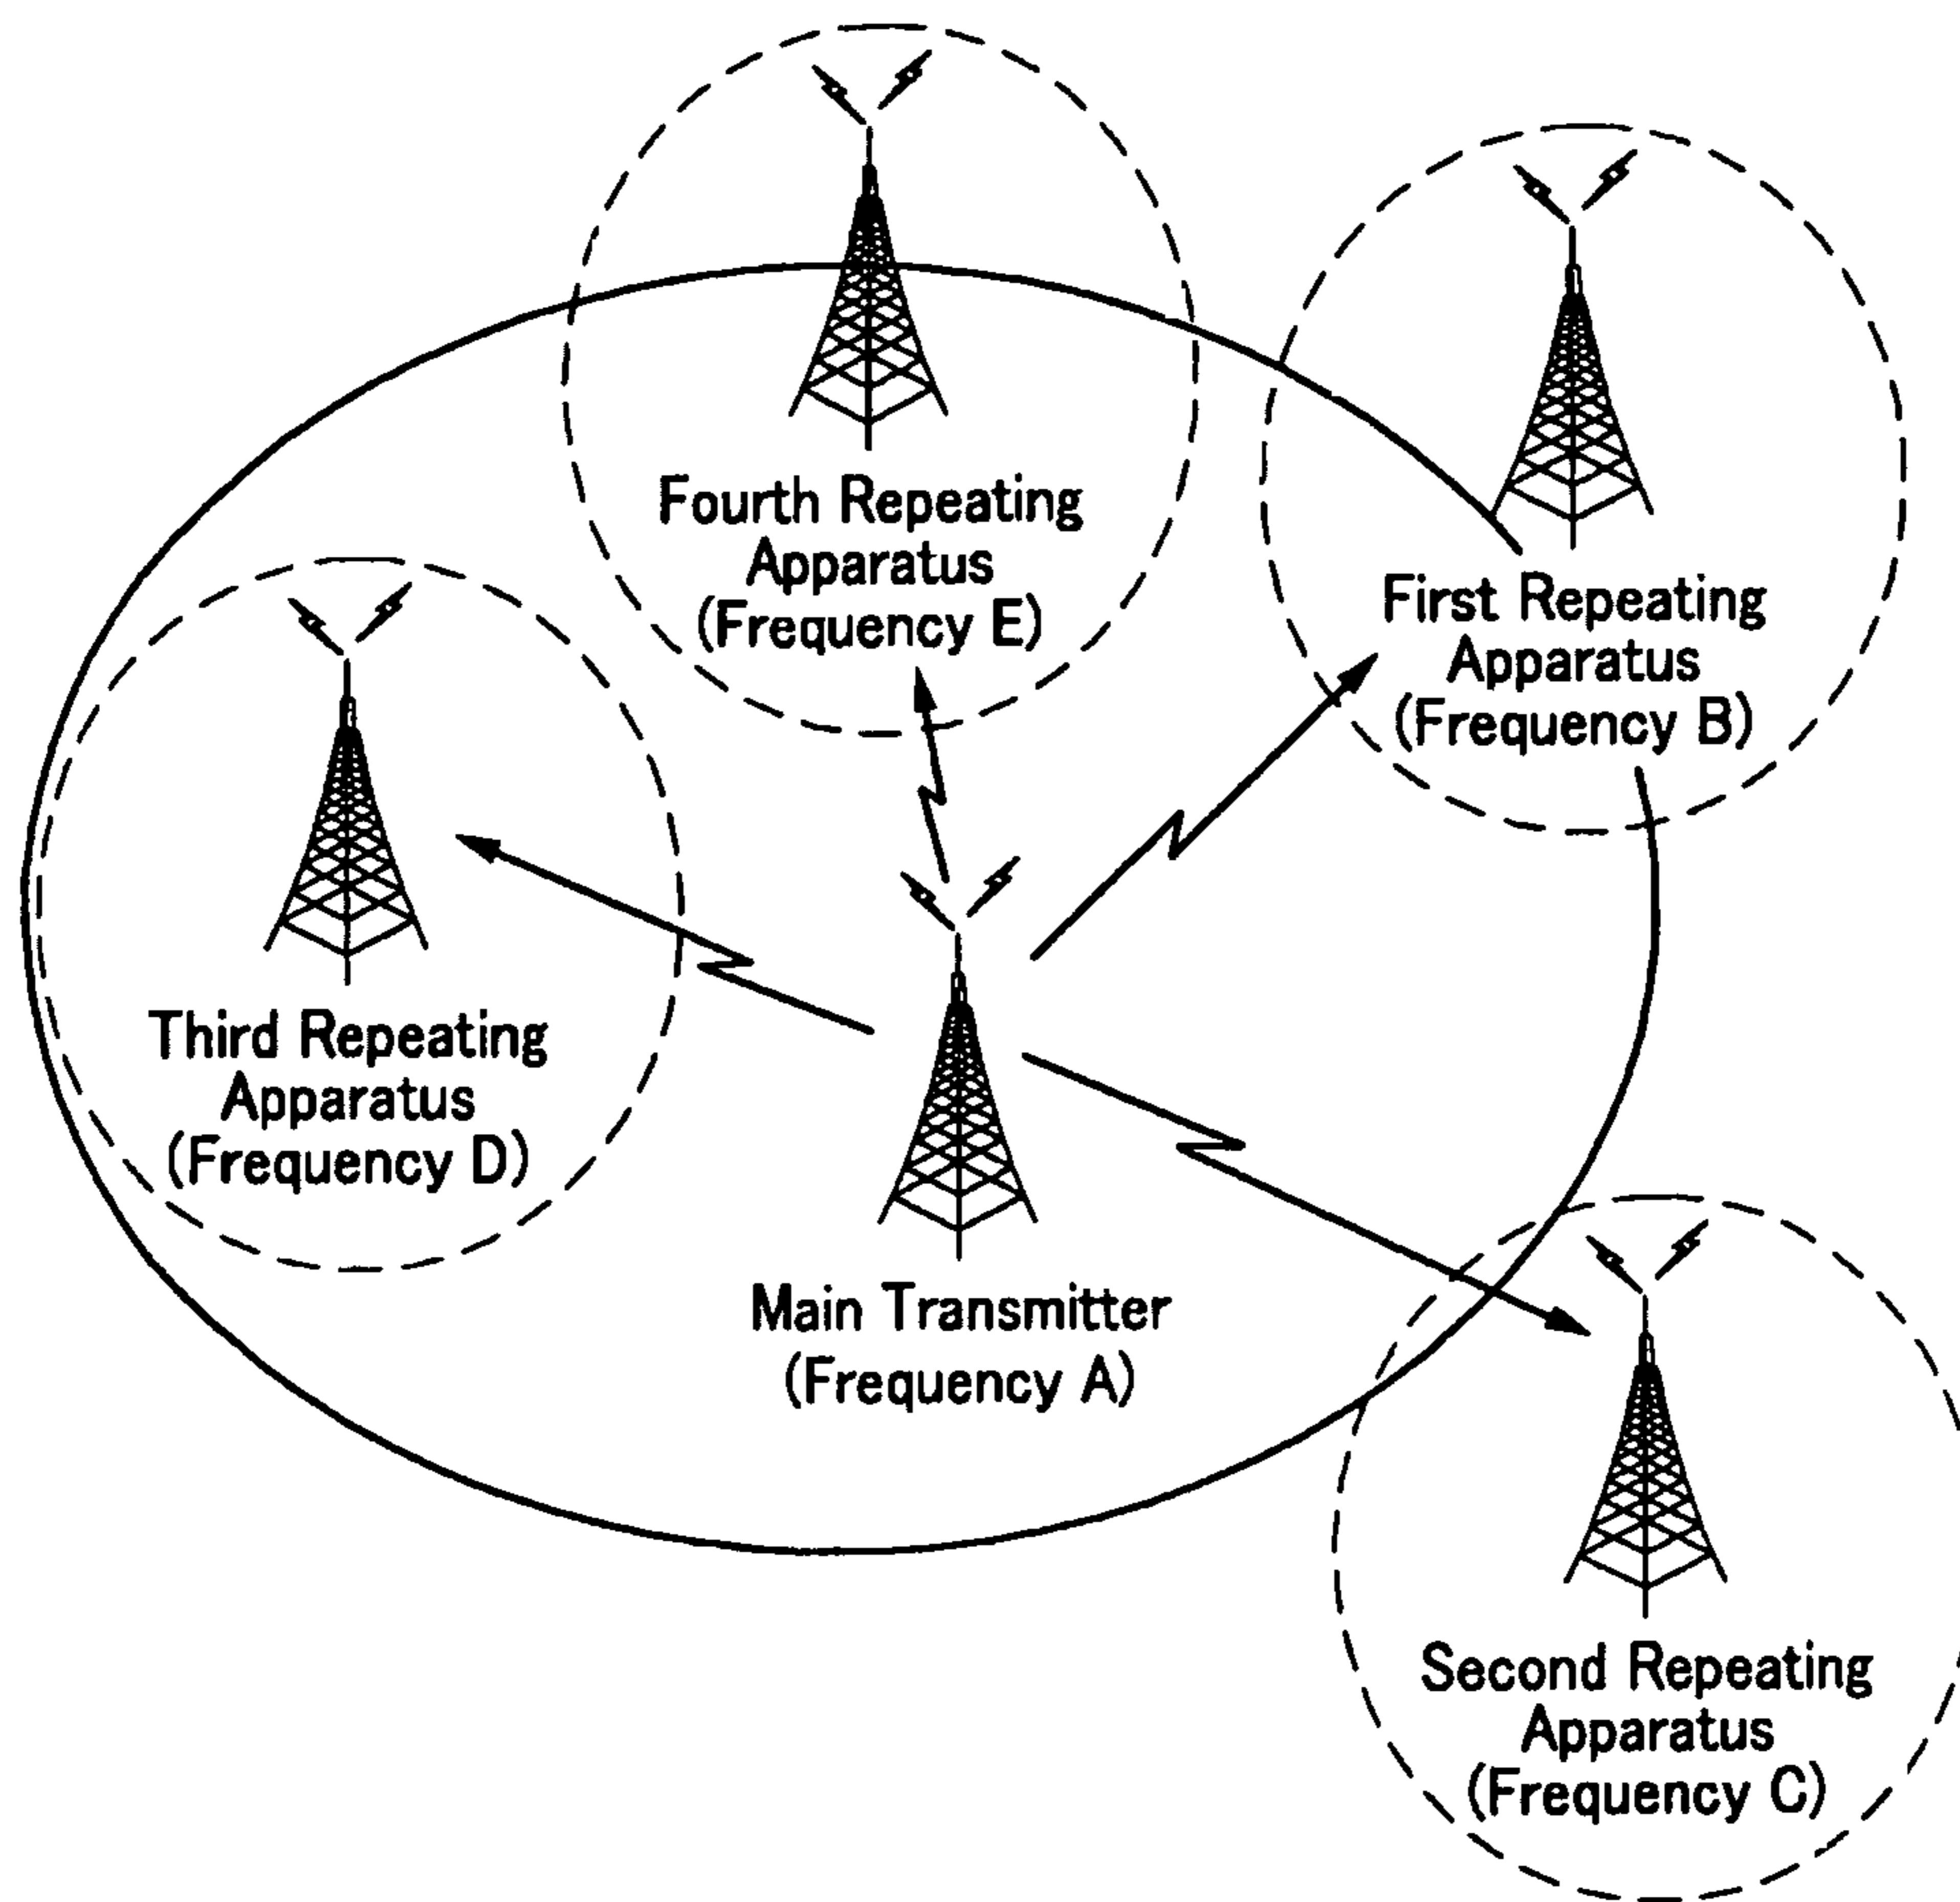 Fourth Repeating
Apparatus
(Frequency E)
First Repeating
Apparatus
(Frequency B)
Third Repeating
Apparatus
(Frequency D)
Main Transmitter
(Frequency A)
Second Repeating
Apparatus
(Frequency C)